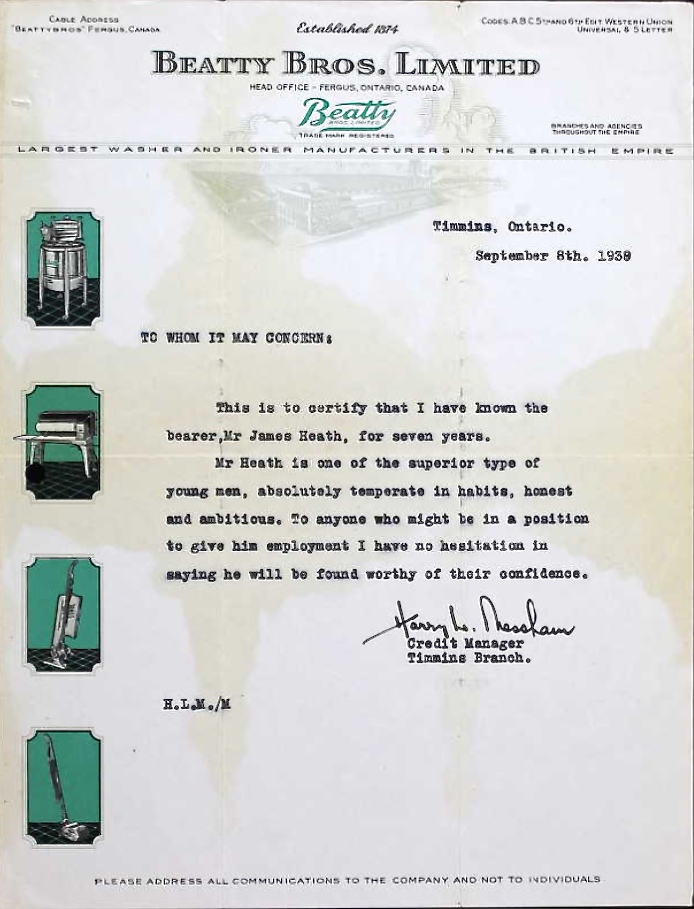 CABLE ADDRESS
"BEATTYBROS" FERGUS, CANADA
Established 1874
CODES: A.B.C 5TH AND 6TH EDIT WESTERN UNION
UNIVERSAL, & 5 LETTER
BEATTY BROS. LIMITED
HEAD OFFICE - FERGUS, ONTARIO, CANADA
Beatty
BROS. LIMITED
TRADE MARK REGISTERED
BRANCHES AND AGENCIES
THROUGHOUT THE EMPIRE
LARGEST WASHER AND IRONER MANUFACTURERS IN THE BRITISH EMPIRE
Timmins, Ontario.
September 8th. 1938
TO WHOM IT MAY CONCERN:
This is to certify that I have known the
bearer,Mr James Heath, for seven years.
Mr Heath is one of the superior type of
young men, absolutely temperate in habits, honest
and ambitious. To anyone who might be in a position
to give him employment I have no hesitation in
saying he will be found worthy of their confidence.
Harry L. Messham
Credit Manager
Timmins Branch.
H.L.M./M
PLEASE ADDRESS ALL COMMUNICATIONS TO THE COMPANY AND NOT TO INDIVIDUALS